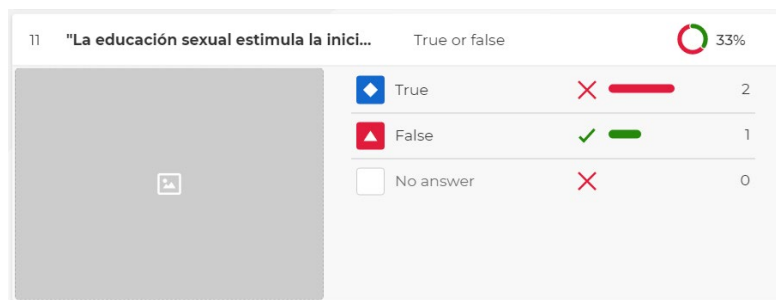 11 "La educación sexual estimula la inici... True or false 33%
True 2
False 1
No answer 0